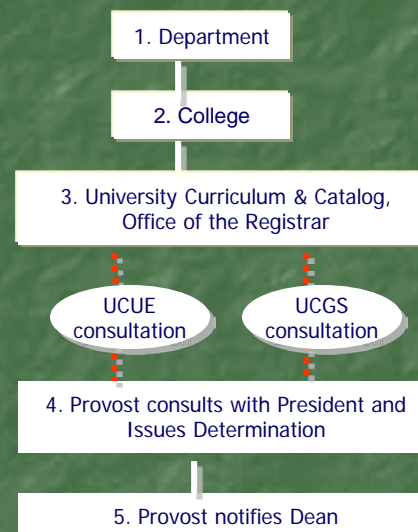 1. Department
2. College
3. University Curriculum & Catalog,
Office of the Registrar
UCUE
consultation
UCGS
consultation
4. Provost consults with President and
Issues Determination
5. Provost notifies Dean